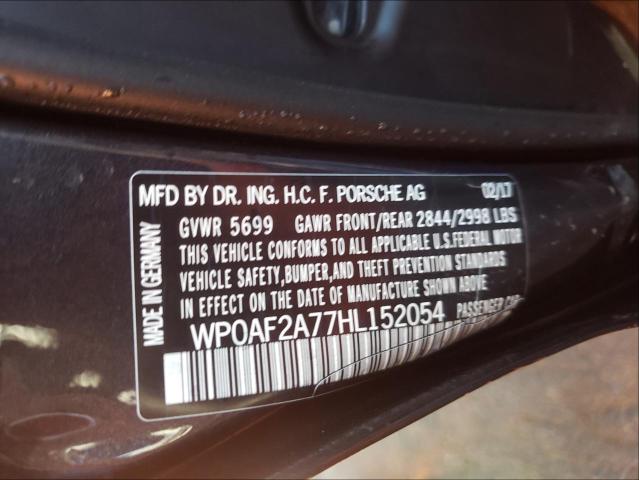 MFD BY DR. ING. H.C. F. PORSCHE AG 02/17
GVWR 5699 GAWR FRONT/REAR 2844/2998 LBS
THIS VEHICLE CONFORMS TO ALL APPLICABLE U.S.FEDERAL MOTOR
VEHICLE SAFETY,BUMPER,AND THEFT PREVENTION STANDARDS
IN EFFECT ON THE DATE OF MANUFACTURE SHOWN ABOVE
WP0AF2A77HL152054 PASSENGER CAR
MADE IN GERMANY